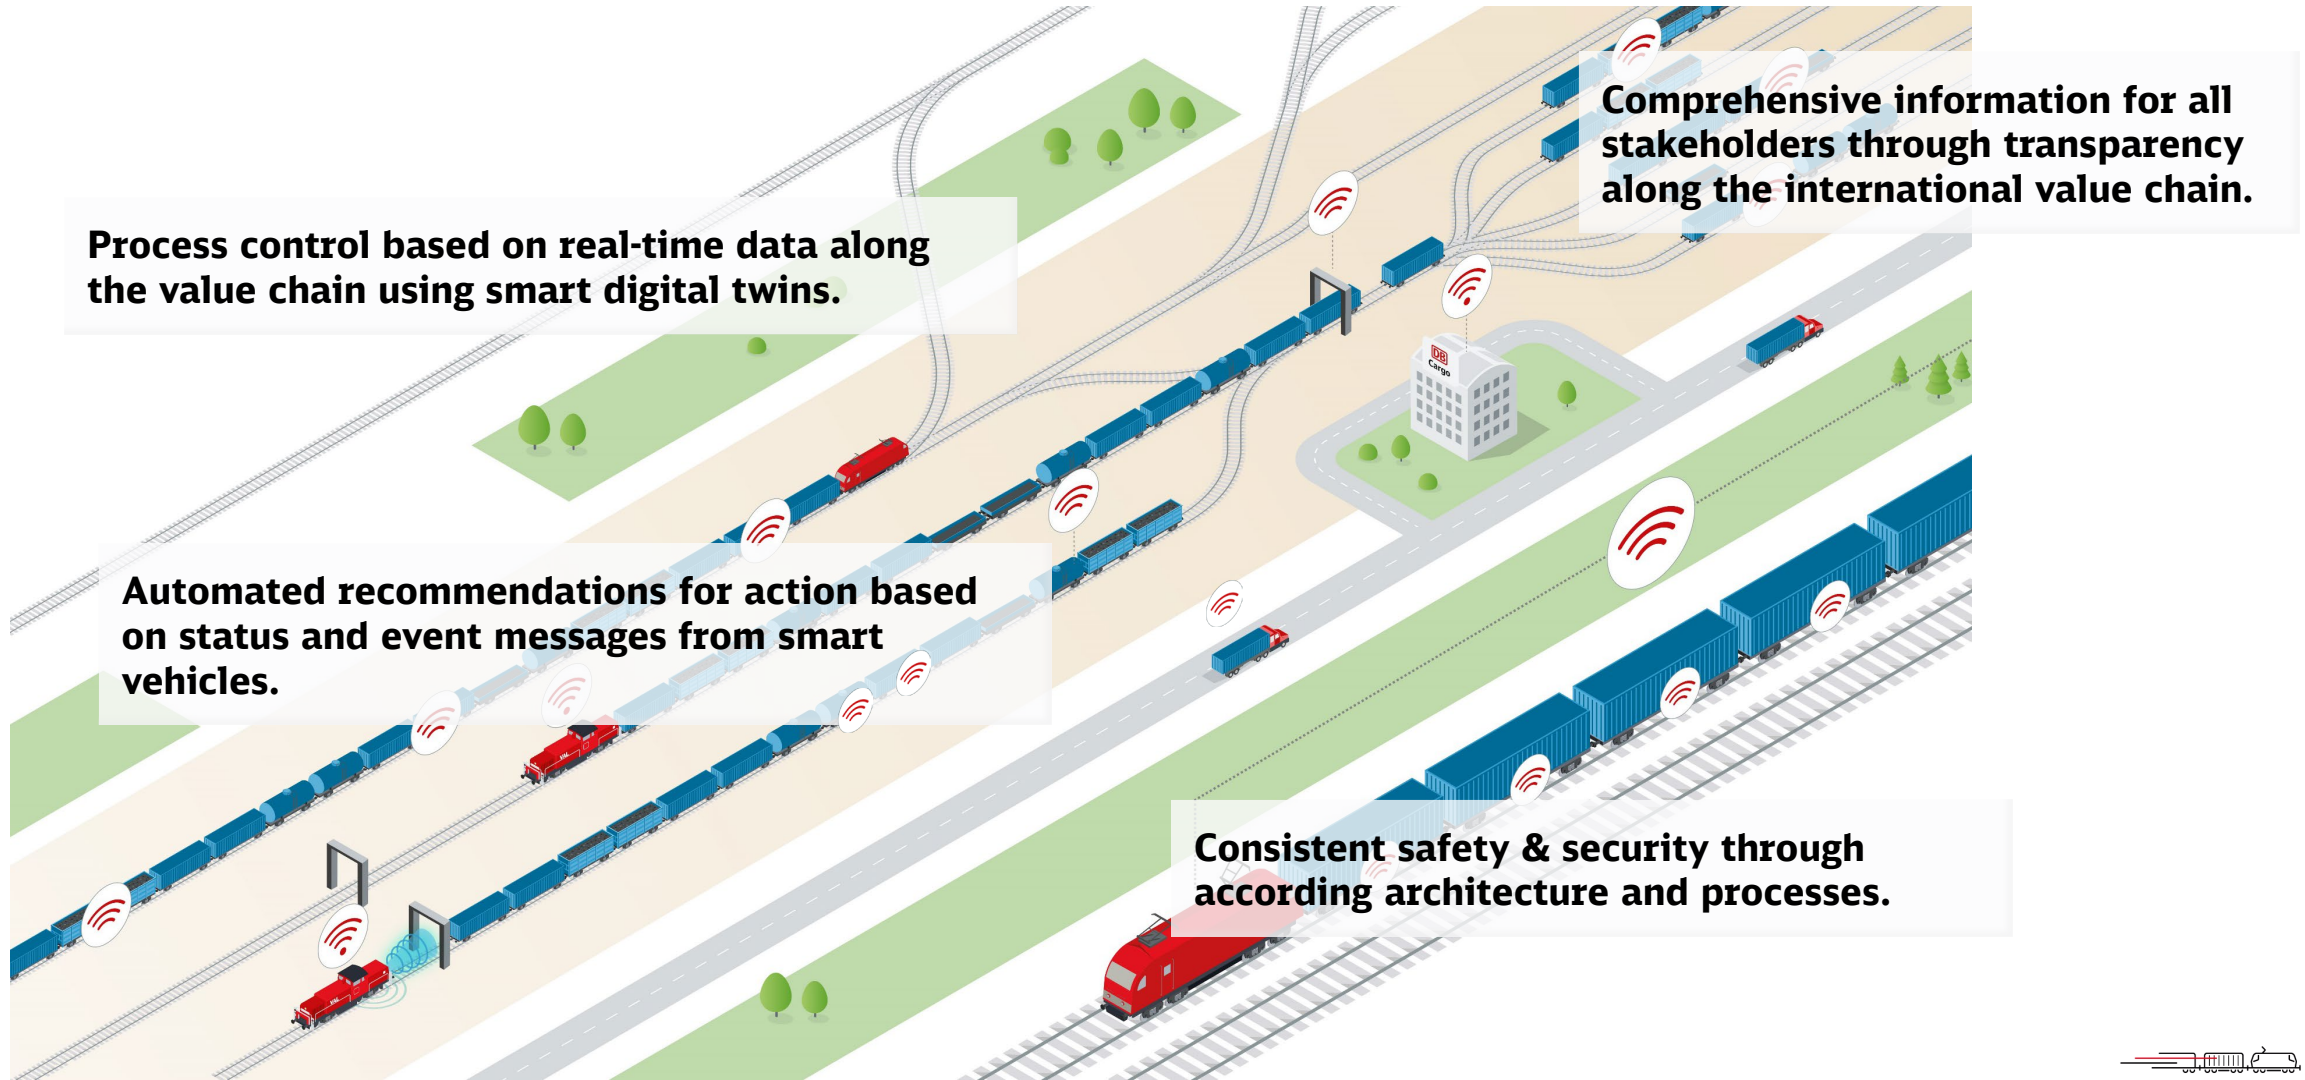 Comprehensive information for all
stakeholders through transparency
along the international value chain.
Process control based on real-time data along
the value chain using smart digital twins.
DB
Cargo
Automated recommendations for action based
on status and event messages from smart
vehicles.
Consistent safety & security through
according architecture and processes.